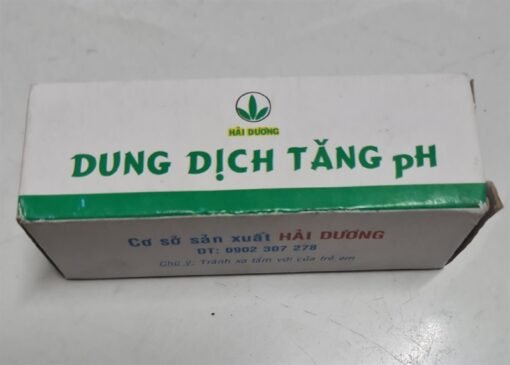 HẢI DƯƠNG
DUNG DỊCH TĂNG pH
Cơ sở sản xuất HẢI DƯƠNG
ĐT: 0902 307 278
Chú ý: Tránh xa tầm với của trẻ em